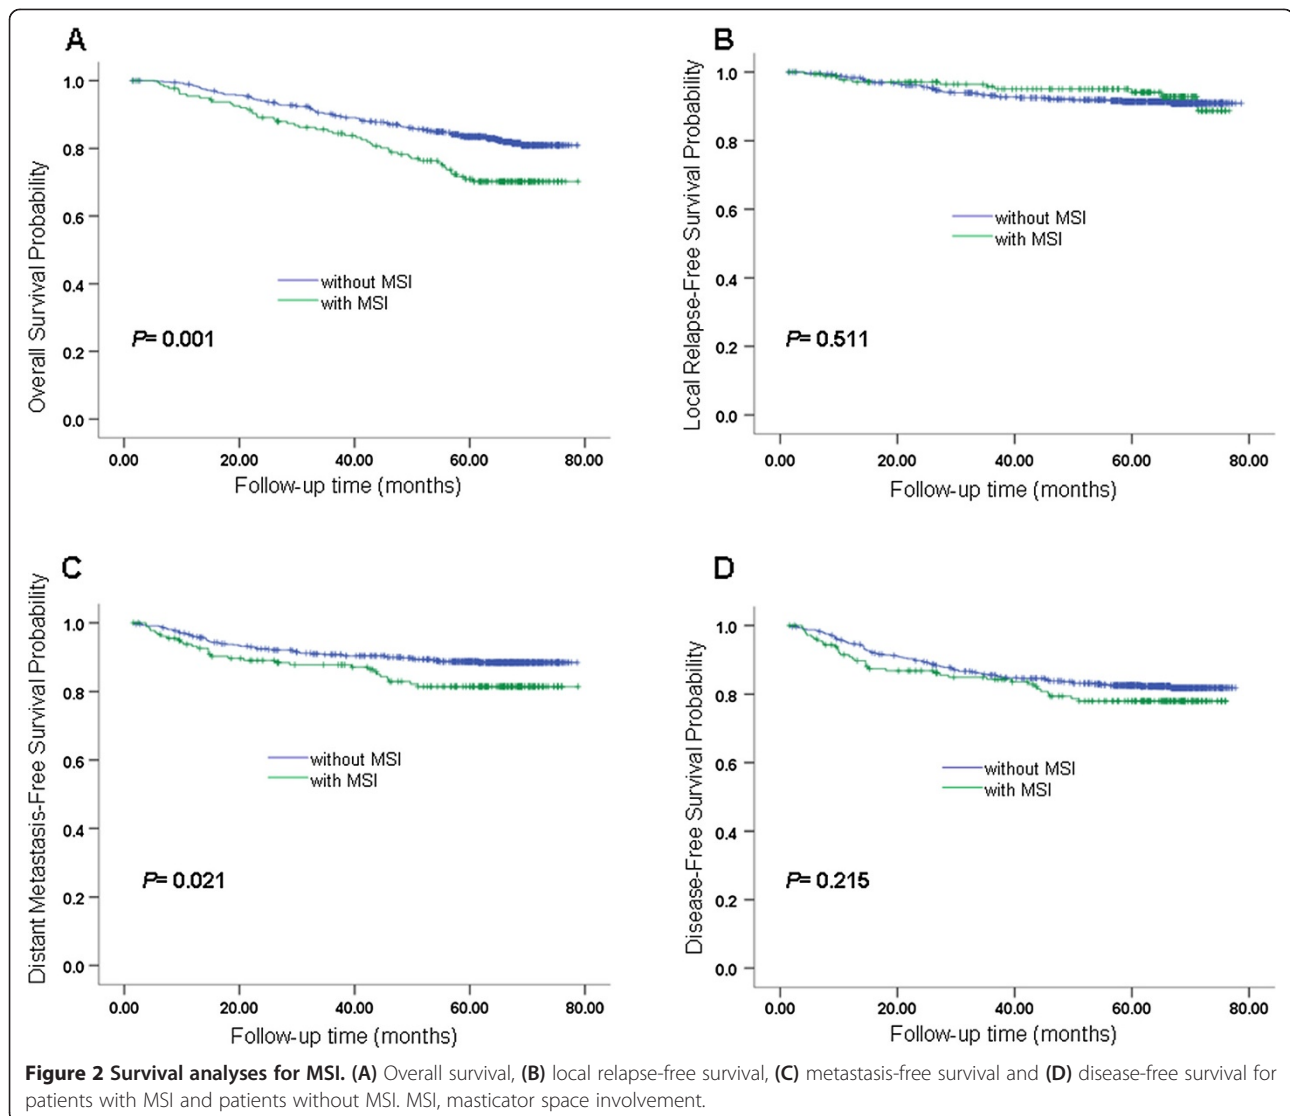 A
Overall Survival Probability
1.0
0.8
0.6
0.4
0.2
0.0
without MSI
with MSI
P= 0.001
0.00 20.00 40.00 60.00 80.00
Follow-up time (months)
B
Local Relapse-Free Survival Probability
1.0
0.8
0.6
0.4
0.2
0.0
without MSI
with MSI
P= 0.511
0.00 20.00 40.00 60.00 80.00
Follow-up time (months)
C
Distant Metastasis-Free Survival Probability
1.0
0.8
0.6
0.4
0.2
0.0
without MSI
with MSI
P= 0.021
0.00 20.00 40.00 60.00 80.00
Follow-up time (months)
D
Disease-Free Survival Probability
1.0
0.8
0.6
0.4
0.2
0.0
without MSI
with MSI
P= 0.215
0.00 20.00 40.00 60.00 80.00
Follow-up time (months)
Figure 2 Survival analyses for MSI. (A) Overall survival, (B) local relapse-free survival, (C) metastasis-free survival and (D) disease-free survival for
patients with MSI and patients without MSI. MSI, masticator space involvement.